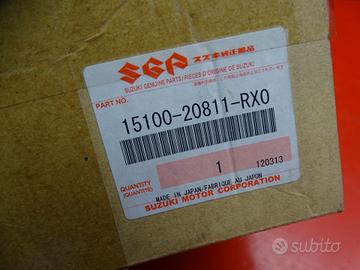 SGP
スズキ純正部品
SUZUKI GENUINE PARTS/PIÈCES D'ORIGINE DE SUZUKI
PART NO.
15100-20811-RX0
QUANTITY
(QUANTITÉ)
1
120313
MADE IN JAPAN/FABRIQUÉ AU JAPON
SUZUKI MOTOR CORPORATION
subito